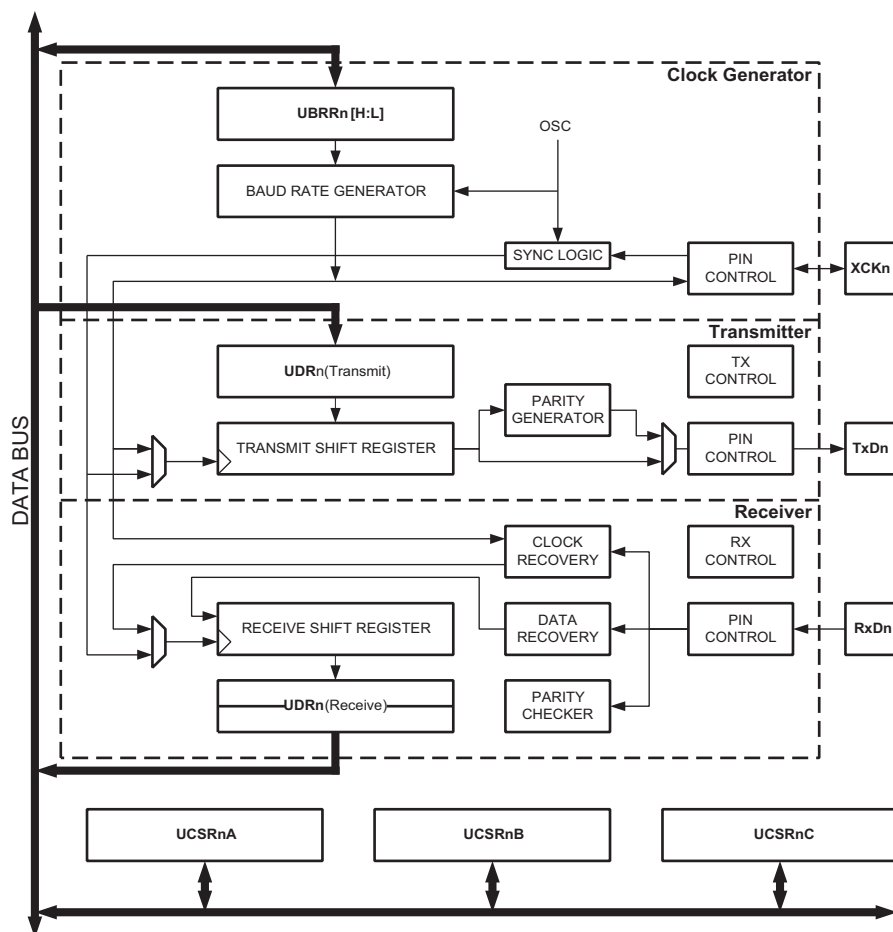 Clock Generator
UBRRn [H:L]
OSC
BAUD RATE GENERATOR
SYNC LOGIC
PIN
CONTROL
XCKn
Transmitter
UDRn(Transmit)
TX
CONTROL
PARITY
GENERATOR
TRANSMIT SHIFT REGISTER
PIN
CONTROL
TxDn
DATA BUS
Receiver
CLOCK
RECOVERY
RX
CONTROL
RECEIVE SHIFT REGISTER
DATA
RECOVERY
PIN
CONTROL
RxDn
UDRn(Receive)
PARITY
CHECKER
UCSRnA
UCSRnB
UCSRnC